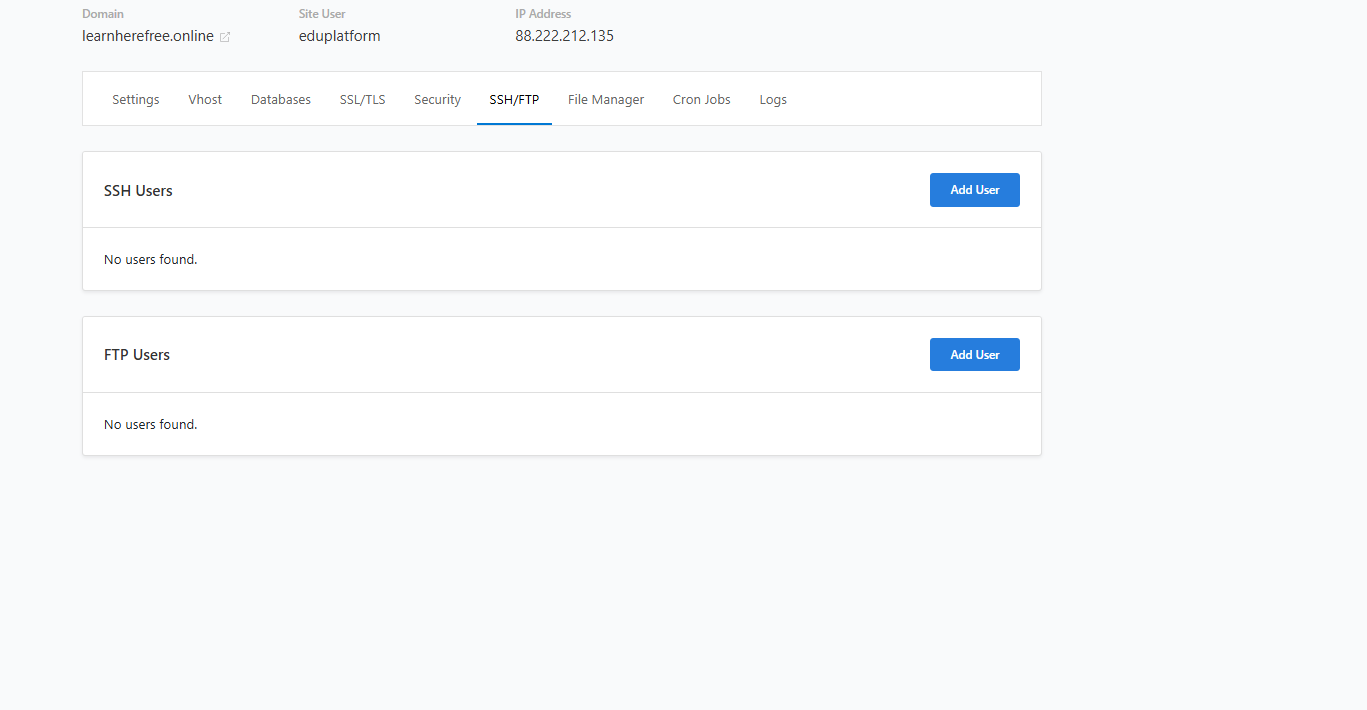 Domain Site User IP Address
learnherefree.online eduplatform 88.222.212.135
Settings Vhost Databases SSL/TLS Security SSH/FTP File Manager Cron Jobs Logs
SSH Users Add User
No users found.
FTP Users Add User
No users found.